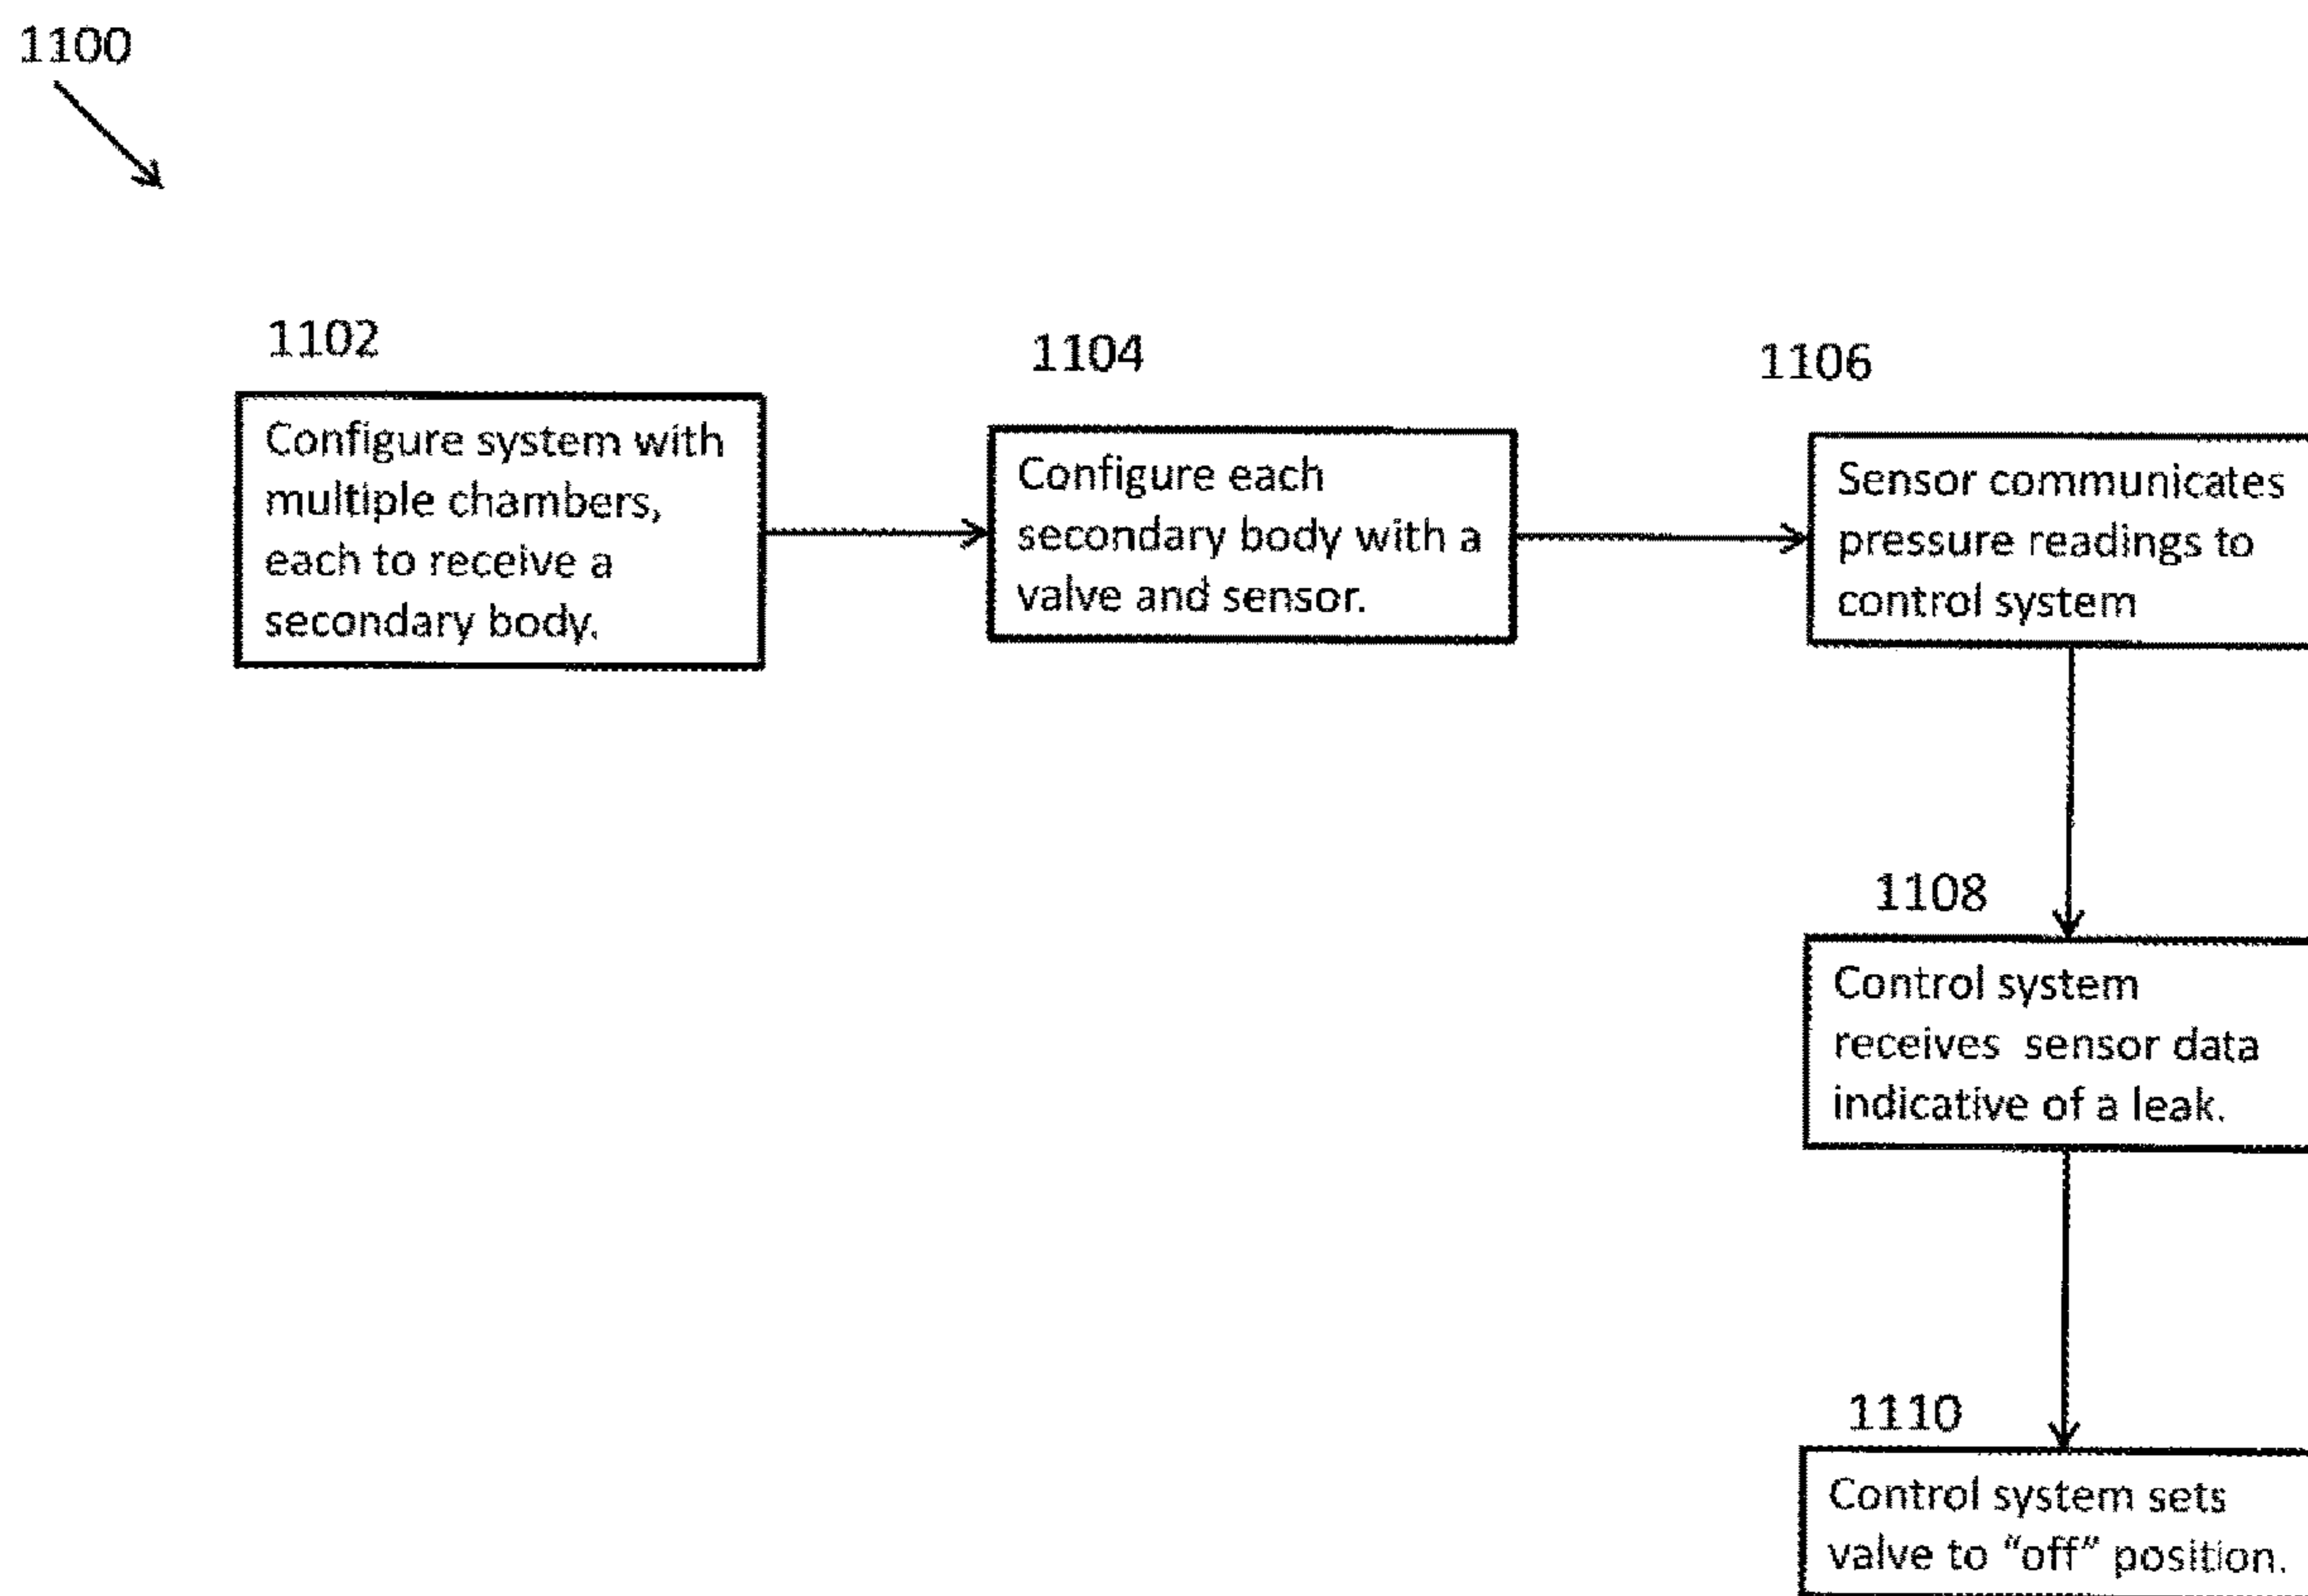 1100
1102
Configure system with
multiple chambers,
each to receive a
secondary body.
1104
Configure each
secondary body with a
valve and sensor.
1106
Sensor communicates
pressure readings to
control system
1108
Control system
receives sensor data
indicative of a leak.
1110
Control system sets
valve to “off” position.